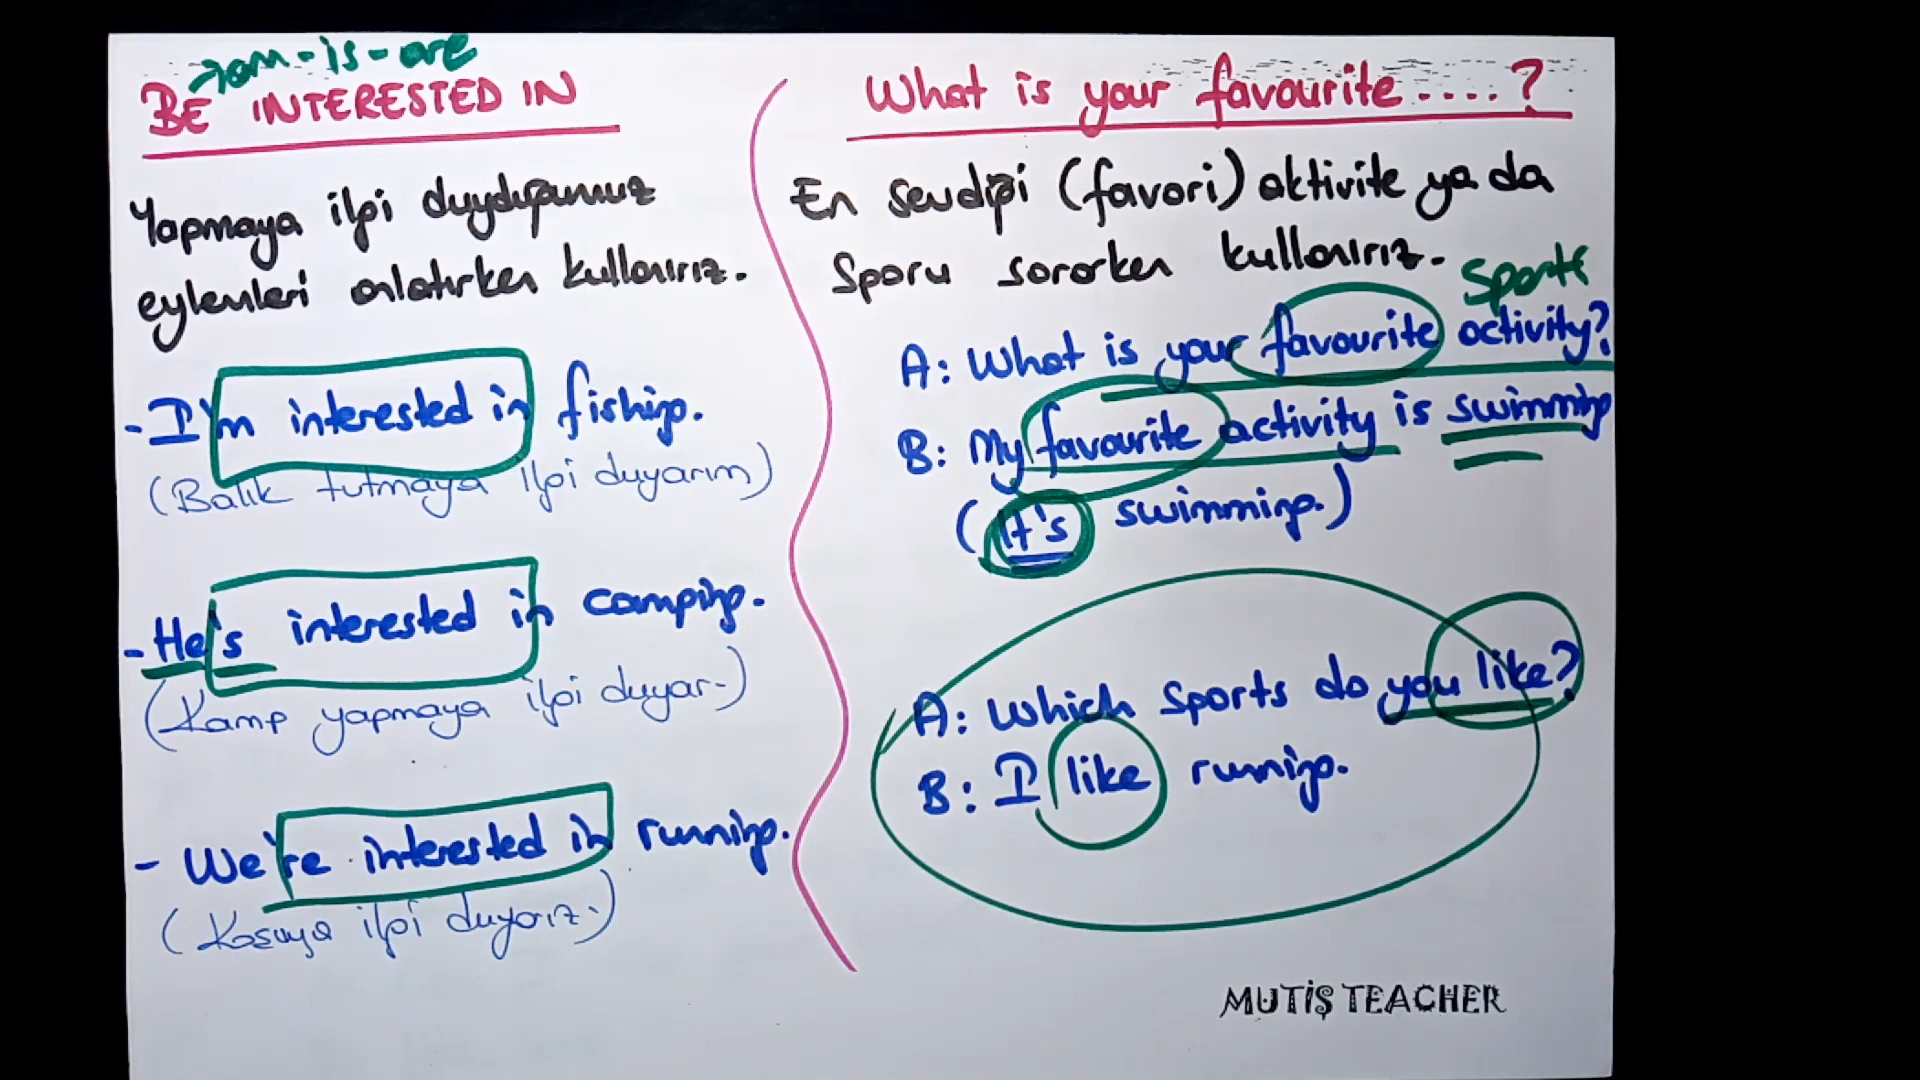 →am-is-are
BE INTERESTED IN
Yapmaya ilgi duyduğumuz
eylemleri anlatırken kullanırız.
- I'm interested in fishing.
(Balık tutmaya ilgi duyarım)
- He's interested in camping.
(Kamp yapmaya ilgi duyar.)
- We're interested in running.
(Koşuya ilgi duyarız.)
What is your favourite ....?
En sevdiği (favori) aktivite ya da
Sporu sorarken kullanırız.
Sports
A: What is your favourite activity?
B: My favourite activity is swimming
(It's swimming.)
A: Which sports do you like?
B: I like running.
MUTİŞ TEACHER